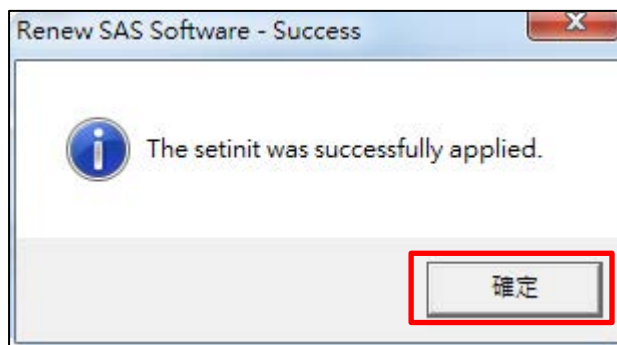 Renew SAS Software - Success
The setinit was successfully applied.
確定